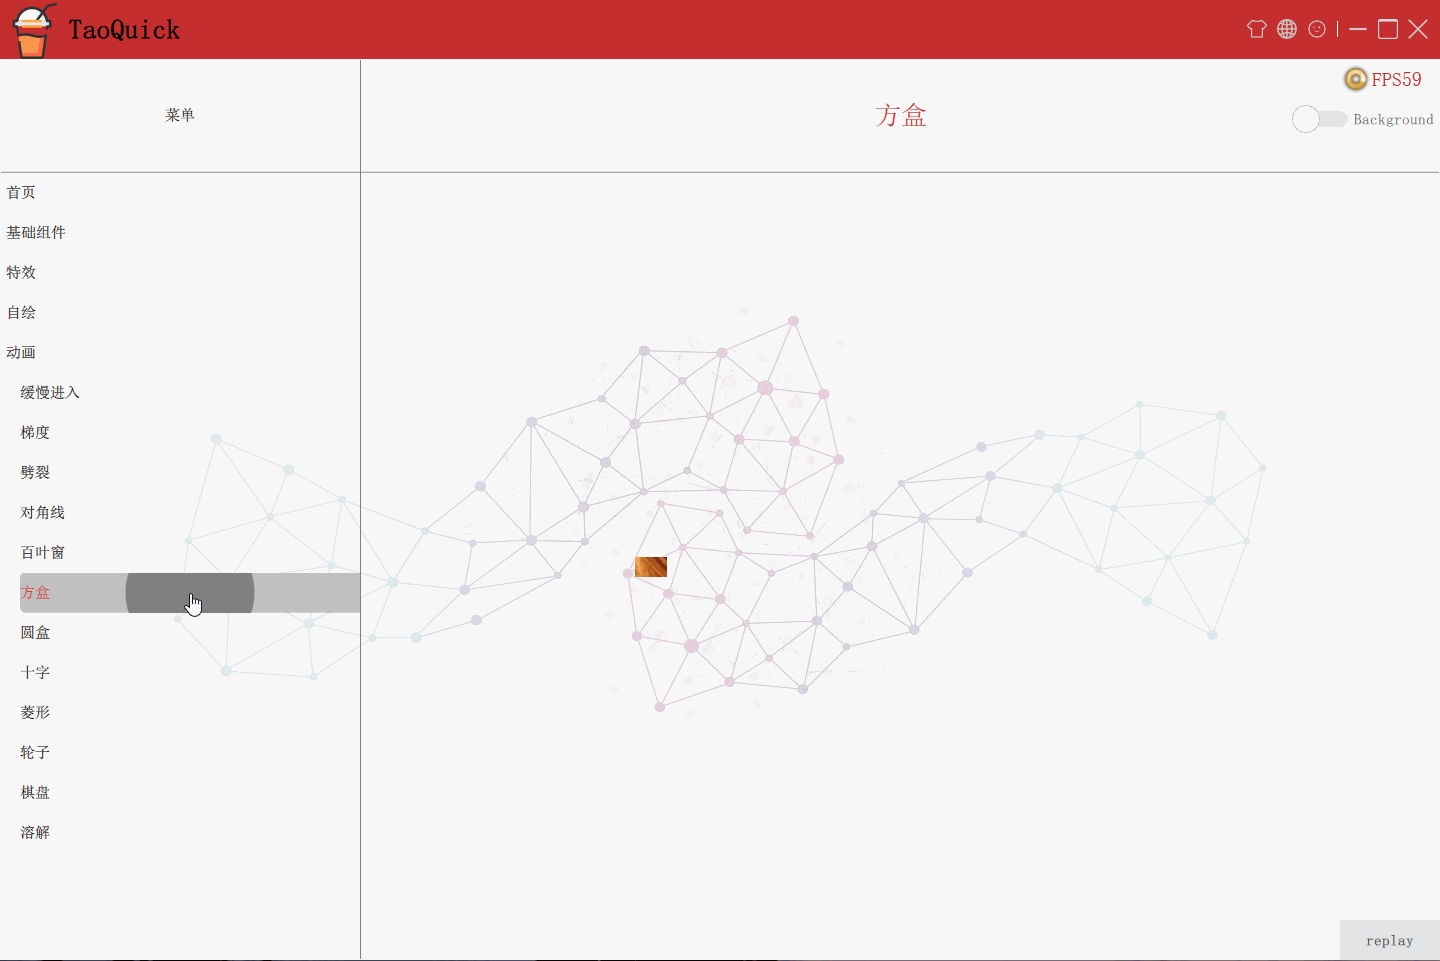 TaoQuick
FPS59
菜单
方盒
Background
首页
基础组件
特效
自绘
动画
缓慢进入
梯度
劈裂
对角线
百叶窗
方盒
圆盒
十字
菱形
轮子
棋盘
溶解
replay